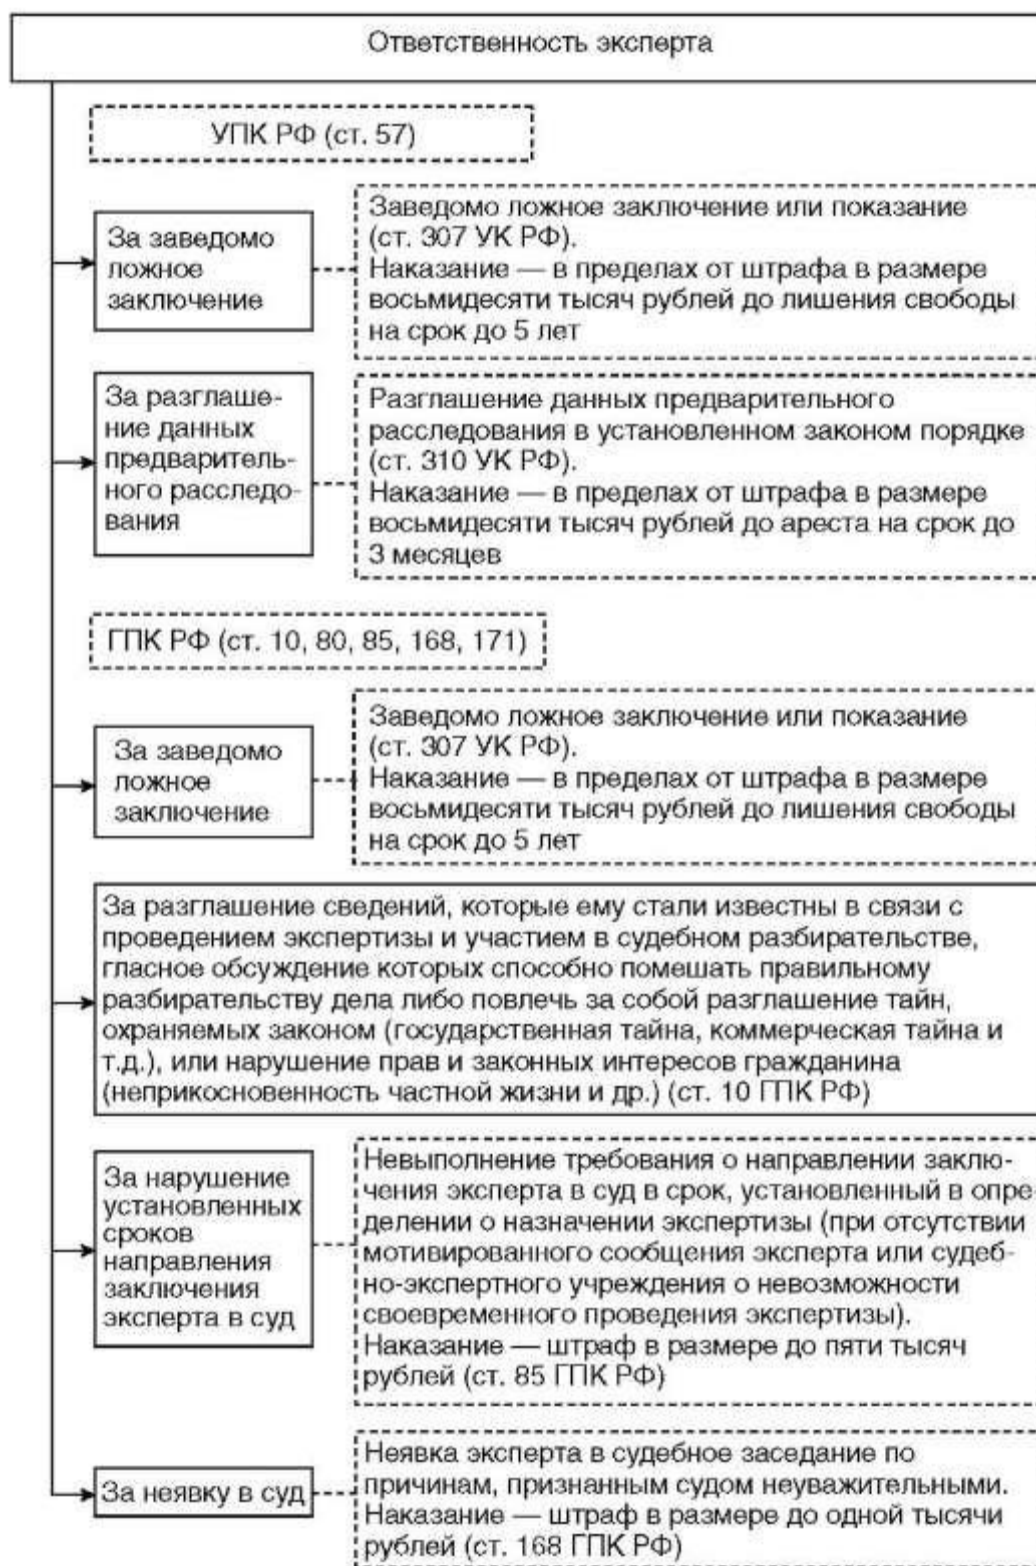 Ответственность эксперта
УПК РФ (ст. 57)
За заведомо
ложное
заключение
Заведомо ложное заключение или показание
(ст. 307 УК РФ).
Наказание — в пределах от штрафа в размере
восьмидесяти тысяч рублей до лишения свободы
на срок до 5 лет
За разглаше-
ние данных
предваритель-
ного расследо-
вания
Разглашение данных предварительного
расследования в установленном законом порядке
(ст. 310 УК РФ).
Наказание — в пределах от штрафа в размере
восьмидесяти тысяч рублей до ареста на срок до
3 месяцев
ГПК РФ (ст. 10, 80, 85, 168, 171)
За заведомо
ложное
заключение
Заведомо ложное заключение или показание
(ст. 307 УК РФ).
Наказание — в пределах от штрафа в размере
восьмидесяти тысяч рублей до лишения свободы
на срок до 5 лет
За разглашение сведений, которые ему стали известны в связи с
проведением экспертизы и участием в судебном разбирательстве,
гласное обсуждение которых способно помешать правильному
разбирательству дела либо повлечь за собой разглашение тайн,
охраняемых законом (государственная тайна, коммерческая тайна и
т.д.), или нарушение прав и законных интересов гражданина
(неприкосновенность частной жизни и др.) (ст. 10 ГПК РФ)
За нарушение
установленных
сроков
направления
заключения
эксперта в суд
Невыполнение требования о направлении заклю-
чения эксперта в суд в срок, установленный в опре-
делении о назначении экспертизы (при отсутствии
мотивированного сообщения эксперта или судеб-
но-экспертного учреждения о невозможности
своевременного проведения экспертизы).
Наказание — штраф в размере до пяти тысяч
рублей (ст. 85 ГПК РФ)
За неявку в суд
Неявка эксперта в судебное заседание по
причинам, признанным судом неуважительными.
Наказание — штраф в размере до одной тысячи
рублей (ст. 168 ГПК РФ)